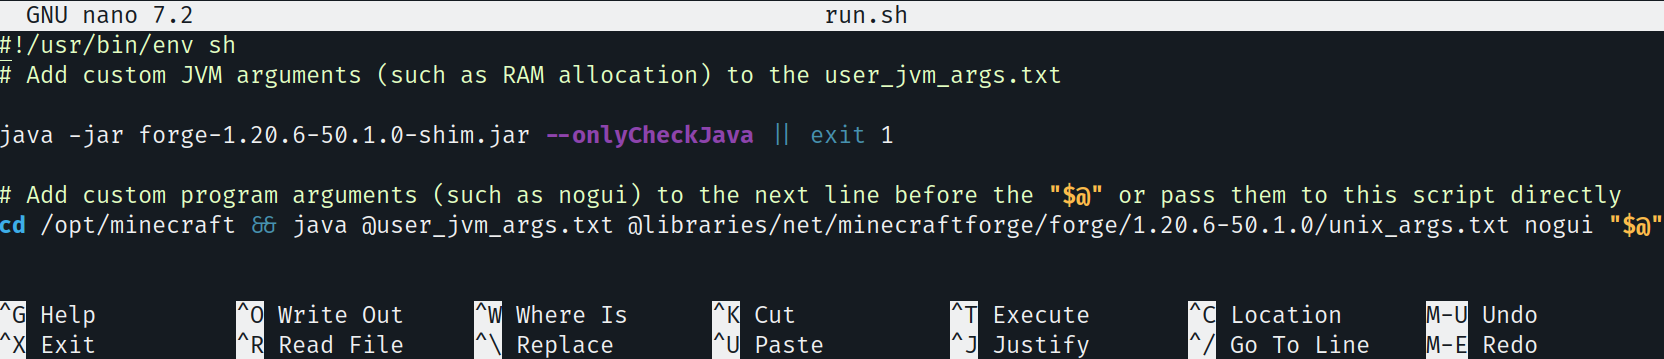 GNU nano 7.2 run.sh
#!/usr/bin/env sh
# Add custom JVM arguments (such as RAM allocation) to the user_jvm_args.txt
java -jar forge-1.20.6-50.1.0-shim.jar --onlyCheckJava || exit 1
# Add custom program arguments (such as nogui) to the next line before the "$@" or pass them to this script directly
cd /opt/minecraft && java @user_jvm_args.txt @libraries/net/minecraftforge/forge/1.20.6-50.1.0/unix_args.txt nogui "$@"
^G Help ^O Write Out ^W Where Is ^K Cut ^T Execute ^C Location M-U Undo
^X Exit ^R Read File ^\ Replace ^U Paste ^J Justify ^/ Go To Line M-E Redo